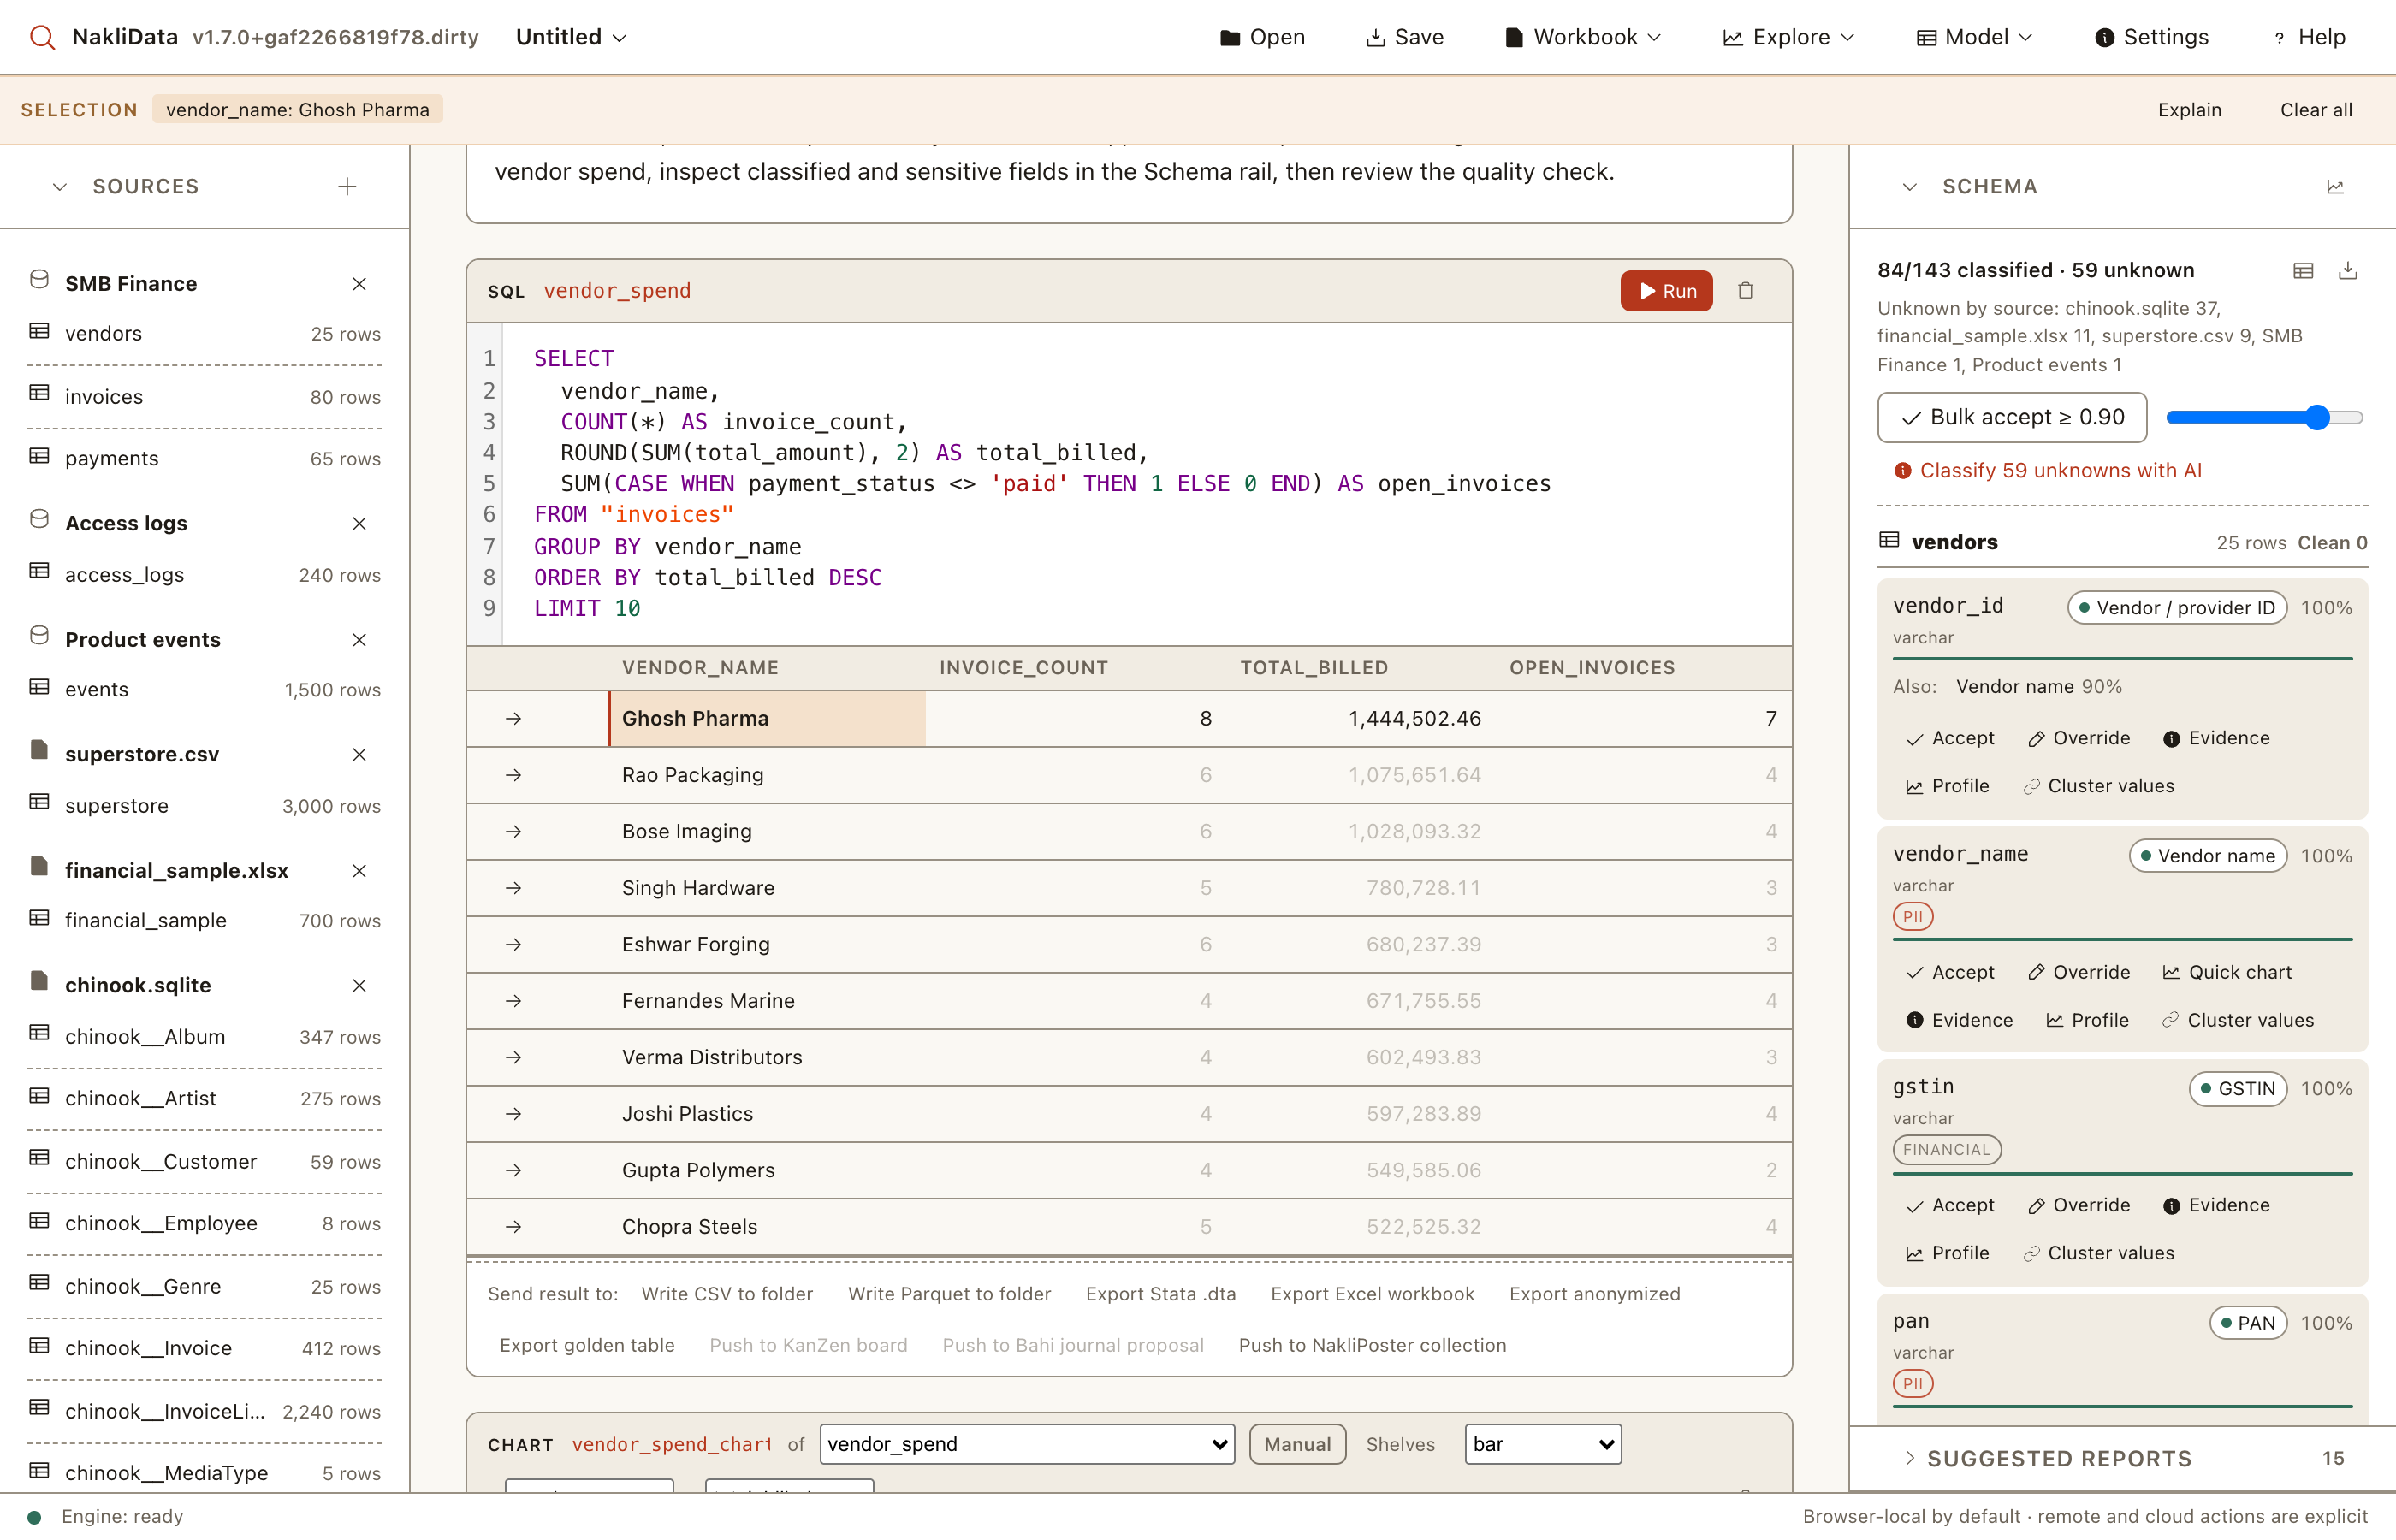 NakliData v1.7.0+gaf2266819f78.dirty Untitled Open Save Workbook Explore Model Settings ? Help
SELECTION vendor_name: Ghosh Pharma Explain Clear all
SOURCES +
SMB Finance
vendors 25 rows
invoices 80 rows
payments 65 rows
Access logs
access_logs 240 rows
Product events
events 1,500 rows
superstore.csv
superstore 3,000 rows
financial_sample.xlsx
financial_sample 700 rows
chinook.sqlite
chinook__Album 347 rows
chinook__Artist 275 rows
chinook__Customer 59 rows
chinook__Employee 8 rows
chinook__Genre 25 rows
chinook__Invoice 412 rows
chinook__InvoiceLi... 2,240 rows
chinook__MediaType 5 rows
vendor spend, inspect classified and sensitive fields in the Schema rail, then review the quality check.
SQL vendor_spend Run
1 SELECT
2 vendor_name,
3 COUNT(*) AS invoice_count,
4 ROUND(SUM(total_amount), 2) AS total_billed,
5 SUM(CASE WHEN payment_status <> 'paid' THEN 1 ELSE 0 END) AS open_invoices
6 FROM "invoices"
7 GROUP BY vendor_name
8 ORDER BY total_billed DESC
9 LIMIT 10
VENDOR_NAME INVOICE_COUNT TOTAL_BILLED OPEN_INVOICES
→ Ghosh Pharma 8 1,444,502.46 7
→ Rao Packaging 6 1,075,651.64 4
→ Bose Imaging 6 1,028,093.32 4
→ Singh Hardware 5 780,728.11 3
→ Eshwar Forging 6 680,237.39 3
→ Fernandes Marine 4 671,755.55 4
→ Verma Distributors 4 602,493.83 3
→ Joshi Plastics 4 597,283.89 4
→ Gupta Polymers 4 549,585.06 2
→ Chopra Steels 5 522,525.32 4
Send result to: Write CSV to folder Write Parquet to folder Export Stata .dta Export Excel workbook Export anonymized
Export golden table Push to KanZen board Push to Bahi journal proposal Push to NakliPoster collection
CHART vendor_spend_chart of vendor_spend Manual Shelves bar
SCHEMA
84/143 classified · 59 unknown
Unknown by source: chinook.sqlite 37,
financial_sample.xlsx 11, superstore.csv 9, SMB
Finance 1, Product events 1
Bulk accept ≥ 0.90
Classify 59 unknowns with AI
vendors 25 rows Clean 0
vendor_id Vendor / provider ID 100%
varchar
Also: Vendor name 90%
Accept Override Evidence
Profile Cluster values
vendor_name Vendor name 100%
varchar
PII
Accept Override Quick chart
Evidence Profile Cluster values
gstin GSTIN 100%
varchar
FINANCIAL
Accept Override Evidence
Profile Cluster values
pan PAN 100%
varchar
PII
SUGGESTED REPORTS 15
Engine: ready Browser-local by default · remote and cloud actions are explicit